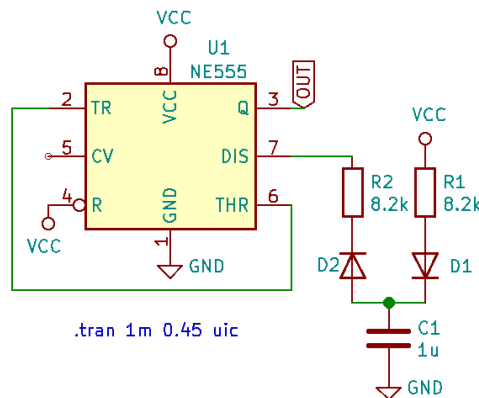 VCC
U1
NE555
8
VCC
2
TR
Q
3
OUT
5
CV
DIS
7
VCC
4
R
GND
THR
6
1
VCC
GND
R2
8.2k
R1
8.2k
D2
D1
.tran 1m 0.45 uic
C1
1u
GND